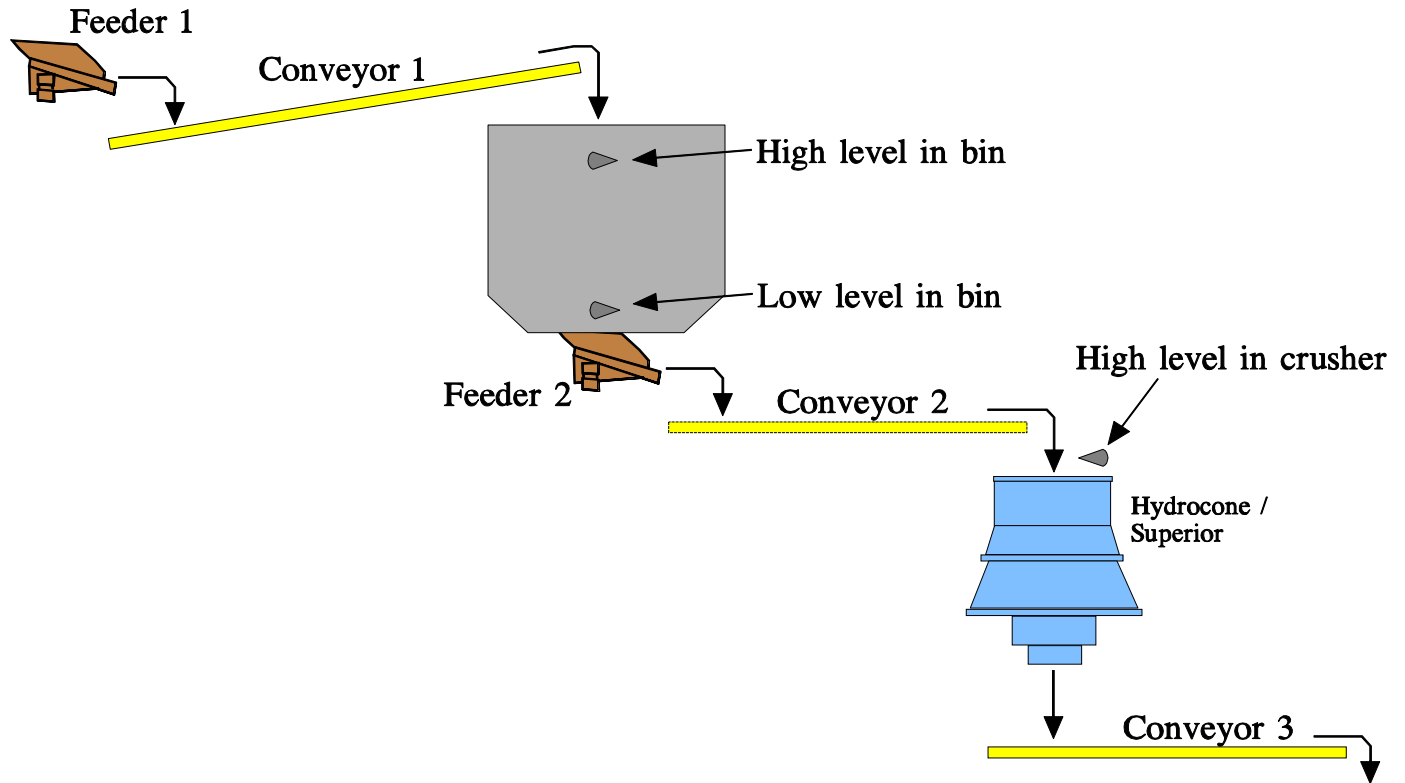 Feeder 1
Conveyor 1
High level in bin
Low level in bin
Feeder 2
Conveyor 2
High level in crusher
Hydrocone /
Superior
Conveyor 3